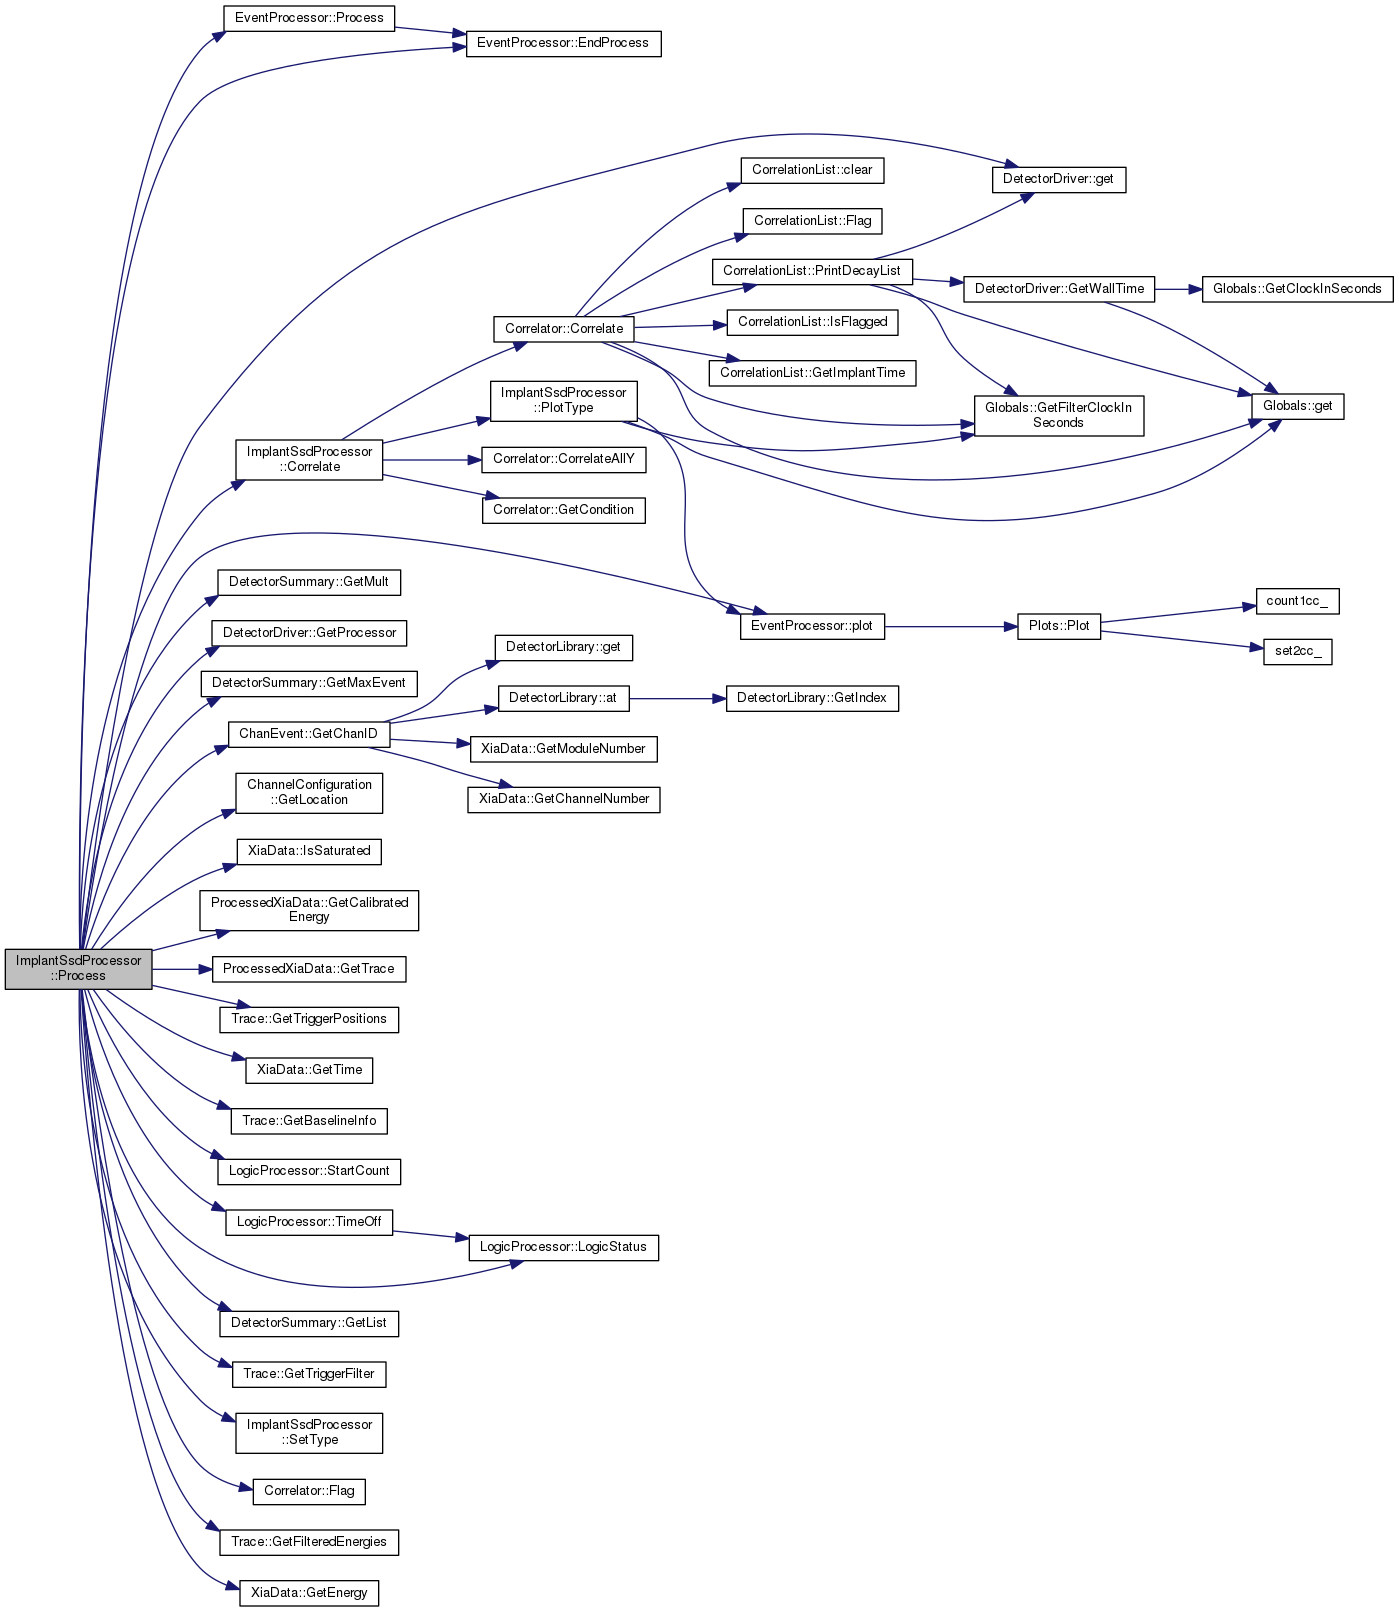 EventProcessor::Process
EventProcessor::EndProcess
CorrelationList::clear
DetectorDriver::get
CorrelationList::Flag
CorrelationList::PrintDecayList
DetectorDriver::GetWallTime
Globals::GetClockInSeconds
Correlator::Correlate
CorrelationList::IsFlagged
CorrelationList::GetImplantTime
ImplantSsdProcessor
::PlotType
Globals::GetFilterClockIn
Seconds
Globals::get
ImplantSsdProcessor
::Correlate
Correlator::CorrelateAllY
Correlator::GetCondition
DetectorSummary::GetMult
count1cc_
EventProcessor::plot
Plots::Plot
set2cc_
DetectorDriver::GetProcessor
DetectorLibrary::get
DetectorSummary::GetMaxEvent
DetectorLibrary::at
DetectorLibrary::GetIndex
ChanEvent::GetChanID
XiaData::GetModuleNumber
ChannelConfiguration
::GetLocation
XiaData::GetChannelNumber
XiaData::IsSaturated
ProcessedXiaData::GetCalibrated
Energy
ImplantSsdProcessor
::Process
ProcessedXiaData::GetTrace
Trace::GetTriggerPositions
XiaData::GetTime
Trace::GetBaselineInfo
LogicProcessor::StartCount
LogicProcessor::TimeOff
LogicProcessor::LogicStatus
DetectorSummary::GetList
Trace::GetTriggerFilter
ImplantSsdProcessor
::SetType
Correlator::Flag
Trace::GetFilteredEnergies
XiaData::GetEnergy